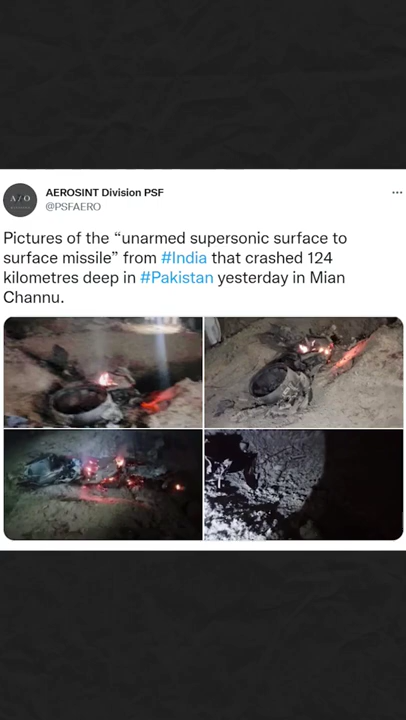 AEROSINT Division PSF
@PSFAERO
Pictures of the “unarmed supersonic surface to
surface missile” from #India that crashed 124
kilometres deep in #Pakistan yesterday in Mian
Channu.